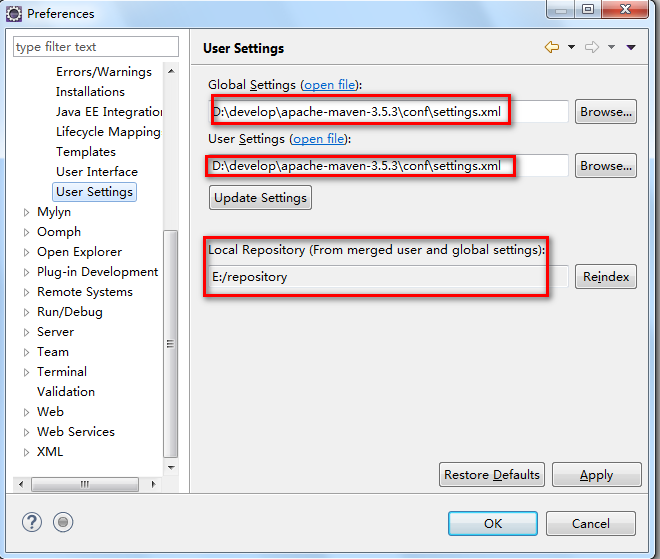 Preferences
type filter text
Errors/Warnings
Installations
Java EE Integration
Lifecycle Mapping
Templates
User Interface
User Settings
Mylyn
Oomph
Open Explorer
Plug-in Development
Remote Systems
Run/Debug
Server
Team
Terminal
Validation
Web
Web Services
XML
User Settings
Global Settings (open file):
D:\develop\apache-maven-3.5.3\conf\settings.xml
Browse...
User Settings (open file):
D:\develop\apache-maven-3.5.3\conf\settings.xml
Browse...
Update Settings
Local Repository (From merged user and global settings):
E:/repository
Reindex
Restore Defaults
Apply
OK
Cancel